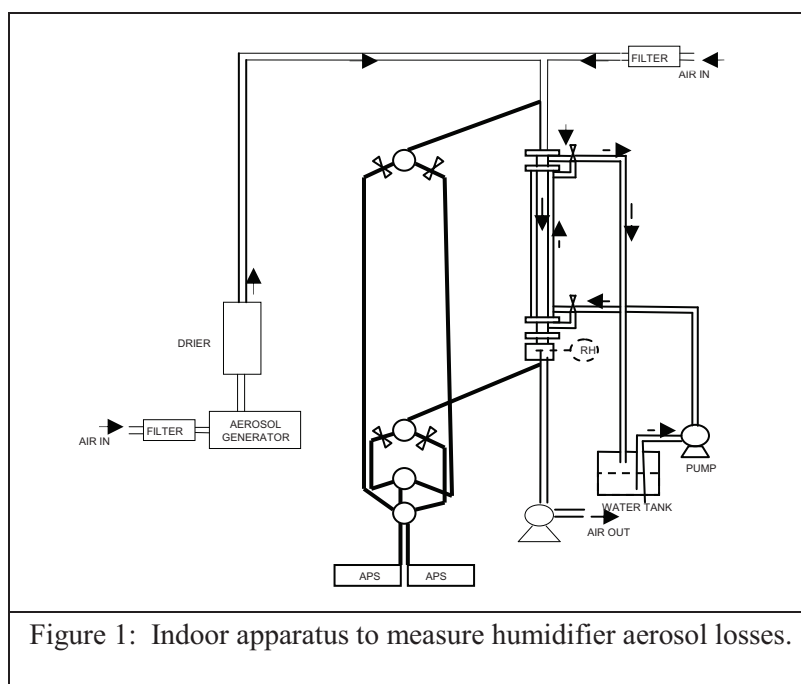 FILTER
AIR IN
DRIER
RH
AIR IN
FILTER
AEROSOL
GENERATOR
PUMP
WATER TANK
AIR OUT
APS
APS
Figure 1: Indoor apparatus to measure humidifier aerosol losses.